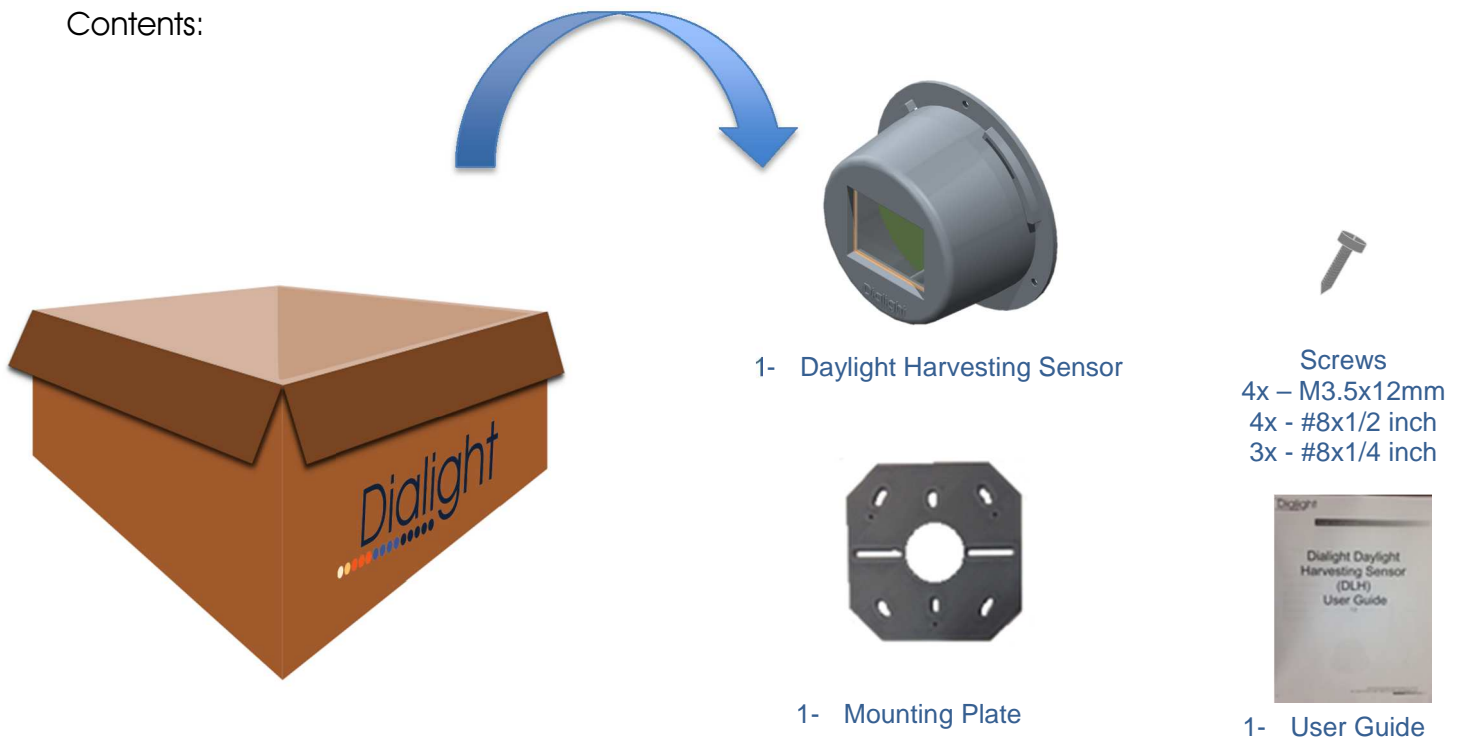 Contents:
Dialight
1- Daylight Harvesting Sensor
Screws
4x – M3.5x12mm
4x - #8x1/2 inch
3x - #8x1/4 inch
Dialight
1- Mounting Plate
Dialight
Dialight Daylight
Harvesting Sensor
(DLH)
User Guide
1- User Guide